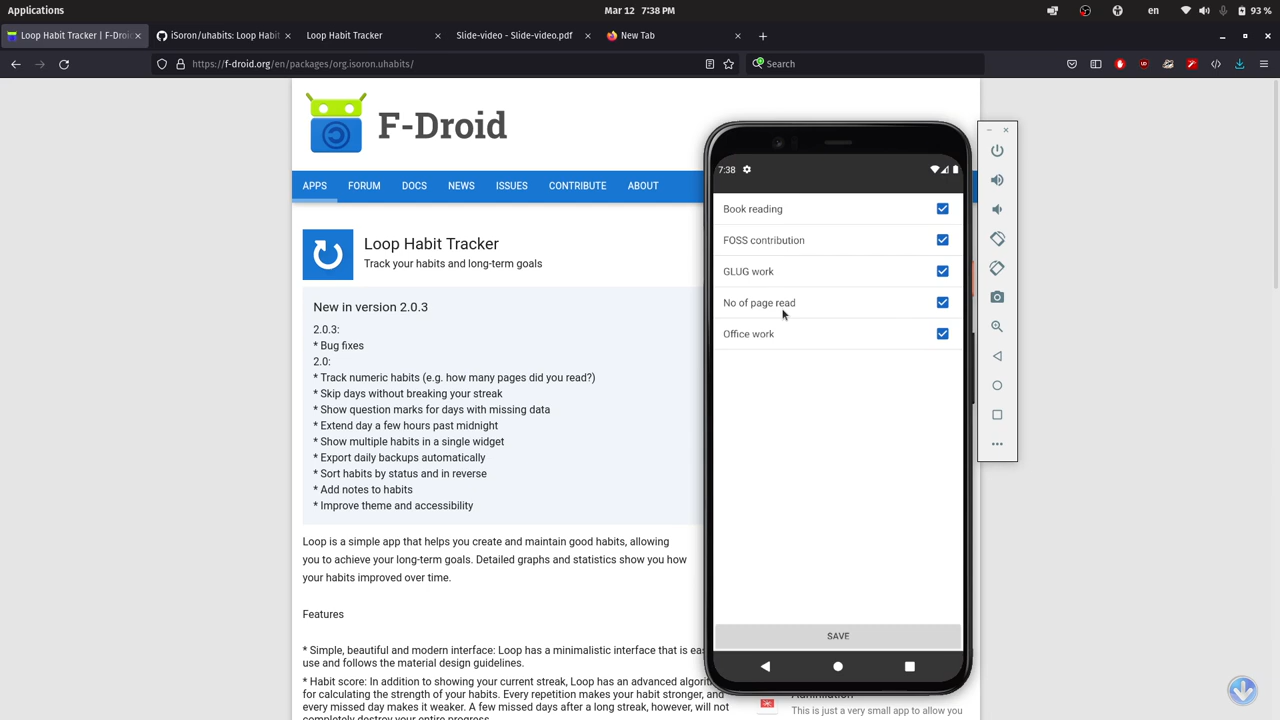 Applications
Mar 12 7:38 PM
en
93 %
Loop Habit Tracker | F-Droi
iSoron/uhabits: Loop Habit
Loop Habit Tracker
Slide-video - Slide-video.pdf
New Tab
https://f-droid.org/en/packages/org.isoron.uhabits/
Search
F-Droid
APPS
FORUM
DOCS
NEWS
ISSUES
CONTRIBUTE
ABOUT
Loop Habit Tracker
Track your habits and long-term goals
New in version 2.0.3
2.0.3:
* Bug fixes
2.0:
* Track numeric habits (e.g. how many pages did you read?)
* Skip days without breaking your streak
* Show question marks for days with missing data
* Extend day a few hours past midnight
* Show multiple habits in a single widget
* Export daily backups automatically
* Sort habits by status and in reverse
* Add notes to habits
* Improve theme and accessibility
Loop is a simple app that helps you create and maintain good habits, allowing
you to achieve your long-term goals. Detailed graphs and statistics show you how
your habits improved over time.
Features
* Simple, beautiful and modern interface: Loop has a minimalistic interface that is eas
use and follows the material design guidelines.
* Habit score: In addition to showing your current streak, Loop has an advanced algorit
for calculating the strength of your habits. Every repetition makes your habit stronger, and
every missed day makes it weaker. A few missed days after a long streak, however, will not
completely destroy your entire progress.
7:38
Book reading
FOSS contribution
GLUG work
No of page read
Office work
SAVE
This is just a very small app to allow you